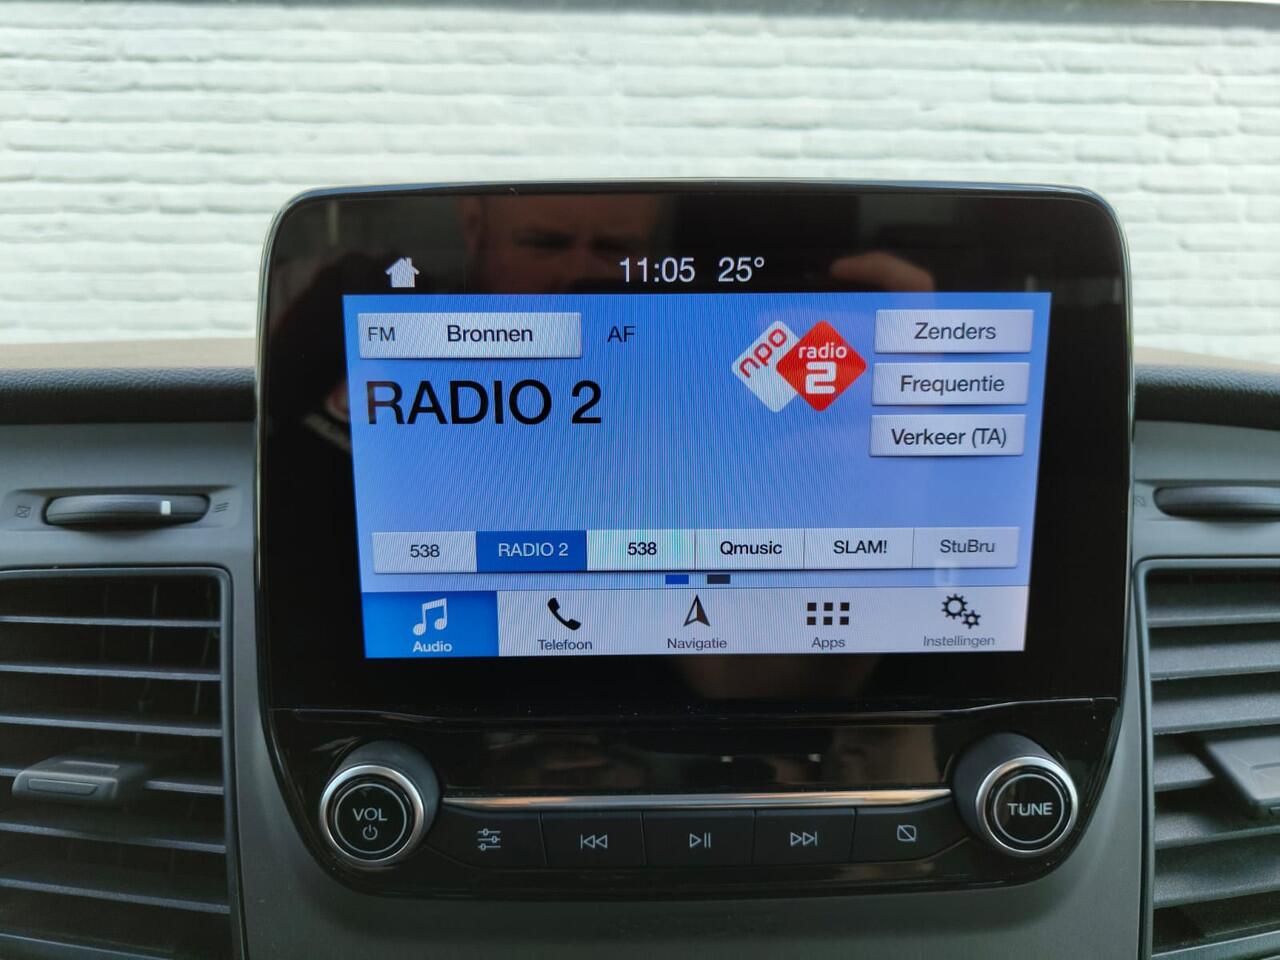 11:05 25°
FM Bronnen AF
npo radio 2
Zenders
RADIO 2
Frequentie
Verkeer (TA)
538 RADIO 2 538 Qmusic SLAM! StuBru
Audio Telefoon Navigatie Apps Instellingen
VOL
TUNE